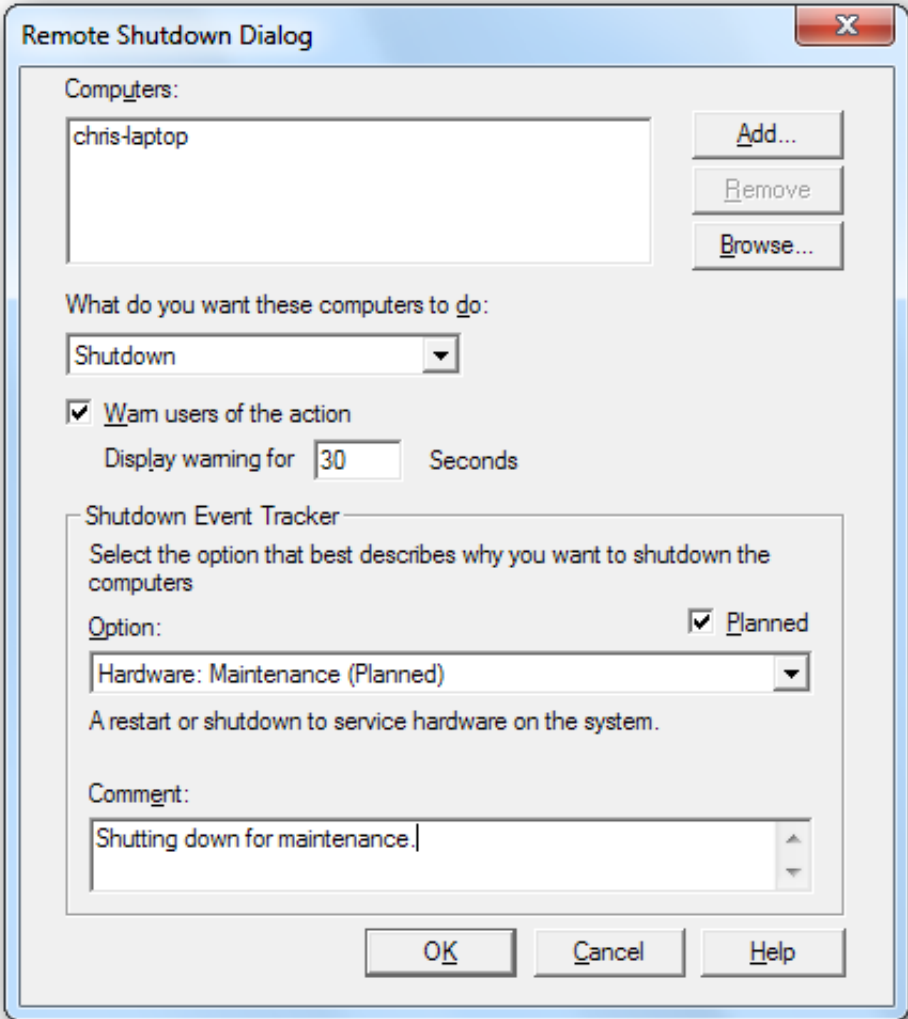 Remote Shutdown Dialog
Computers:
chris-laptop
Add...
Remove
Browse...
What do you want these computers to do:
Shutdown
Warn users of the action
Display warning for 30 Seconds
Shutdown Event Tracker
Select the option that best describes why you want to shutdown the
computers
Option:
Planned
Hardware: Maintenance (Planned)
A restart or shutdown to service hardware on the system.
Comment:
Shutting down for maintenance.
OK
Cancel
Help